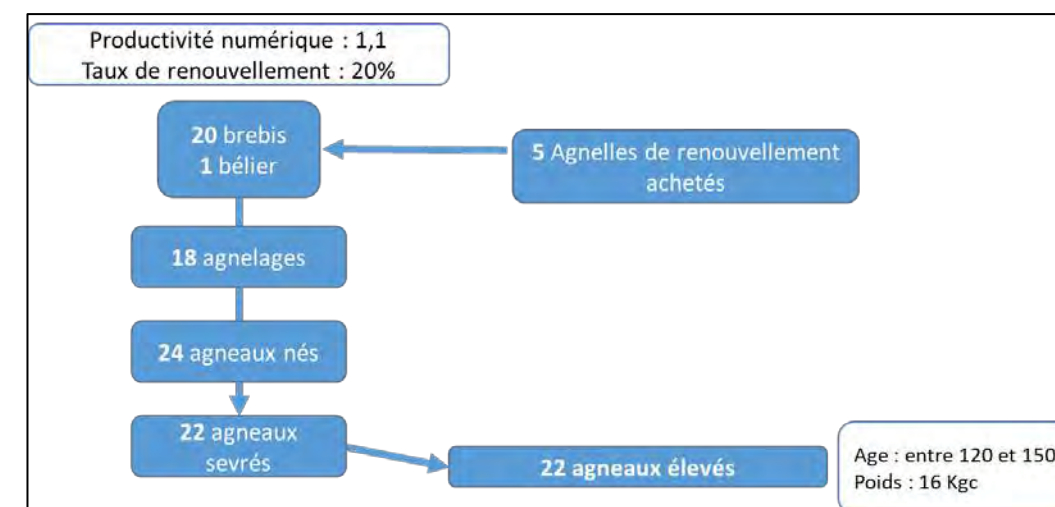 Productivité numérique : 1,1
Taux de renouvellement : 20%
20 brebis
1 bélier
5 Agnelles de renouvellement
achetés
18 agnelages
24 agneaux nés
22 agneaux
sevrés
22 agneaux élevés
Age : entre 120 et 150
Poids : 16 Kgc